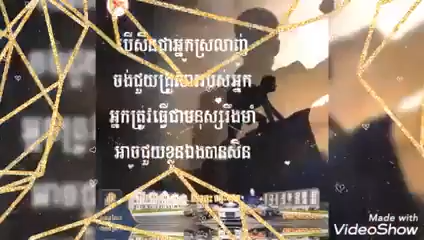 បើសិនជាអ្នកស្រលាញ់
ចង់ជួយគ្រួសាររបស់អ្នក
អ្នកត្រូវធ្វើជាមនុស្សរឹងមាំ
អាចជួយខ្លួនឯងបានសិន
Made with
VideoShow